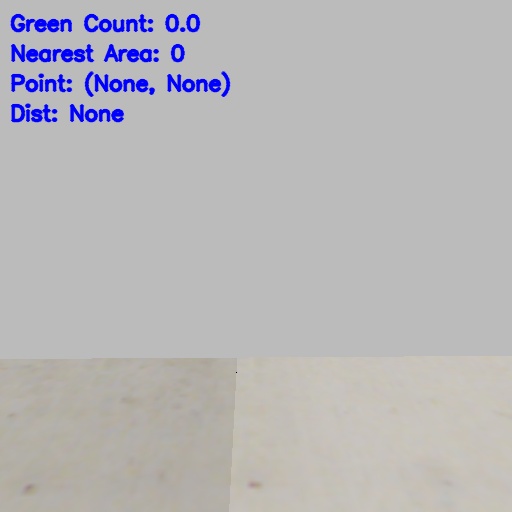 Green Count: 0.0
Nearest Area: 0
Point: (None, None)
Dist: None